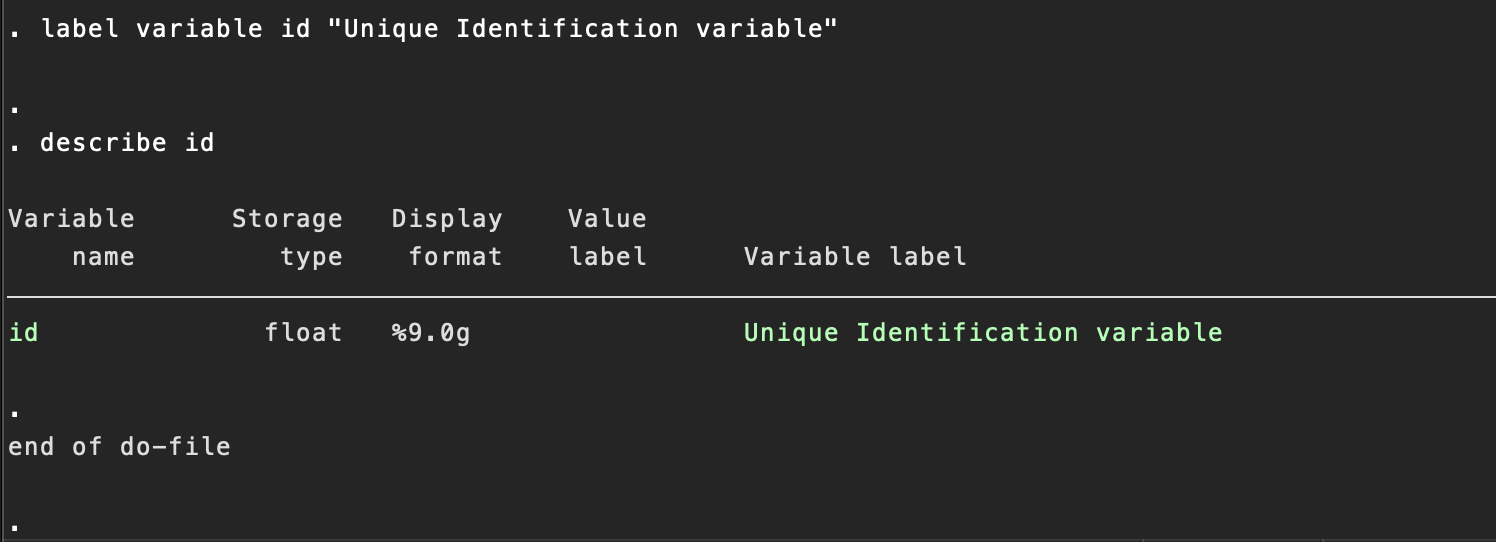 . label variable id "Unique Identification variable"
.
. describe id
Variable      Storage   Display    Value
    name         type    format    label      Variable label
id              float   %9.0g                 Unique Identification variable
.
end of do-file
.